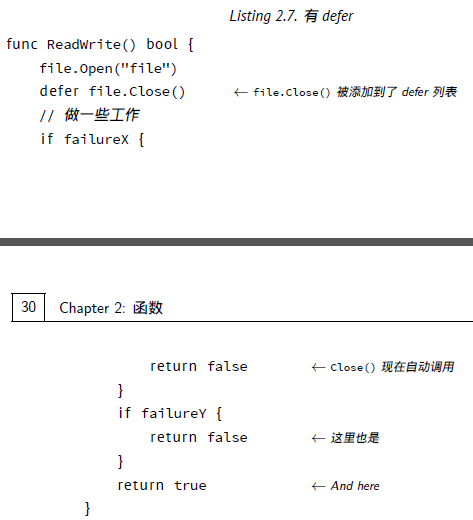 Listing 2.7. 有 defer
func ReadWrite() bool {
file.Open("file")
defer file.Close() ← file.Close() 被添加到了 defer 列表
// 做一些工作
if failureX {
30 Chapter 2: 函数
return false ← Close() 现在自动调用
}
if failureY {
return false ← 这里也是
}
return true ← And here
}